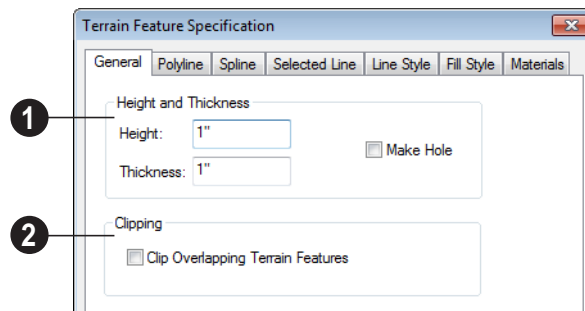 Terrain Feature Specification
General Polyline Spline Selected Line Line Style Fill Style Materials
1 Height and Thickness
Height: 1"
Make Hole
Thickness: 1"
2 Clipping
Clip Overlapping Terrain Features